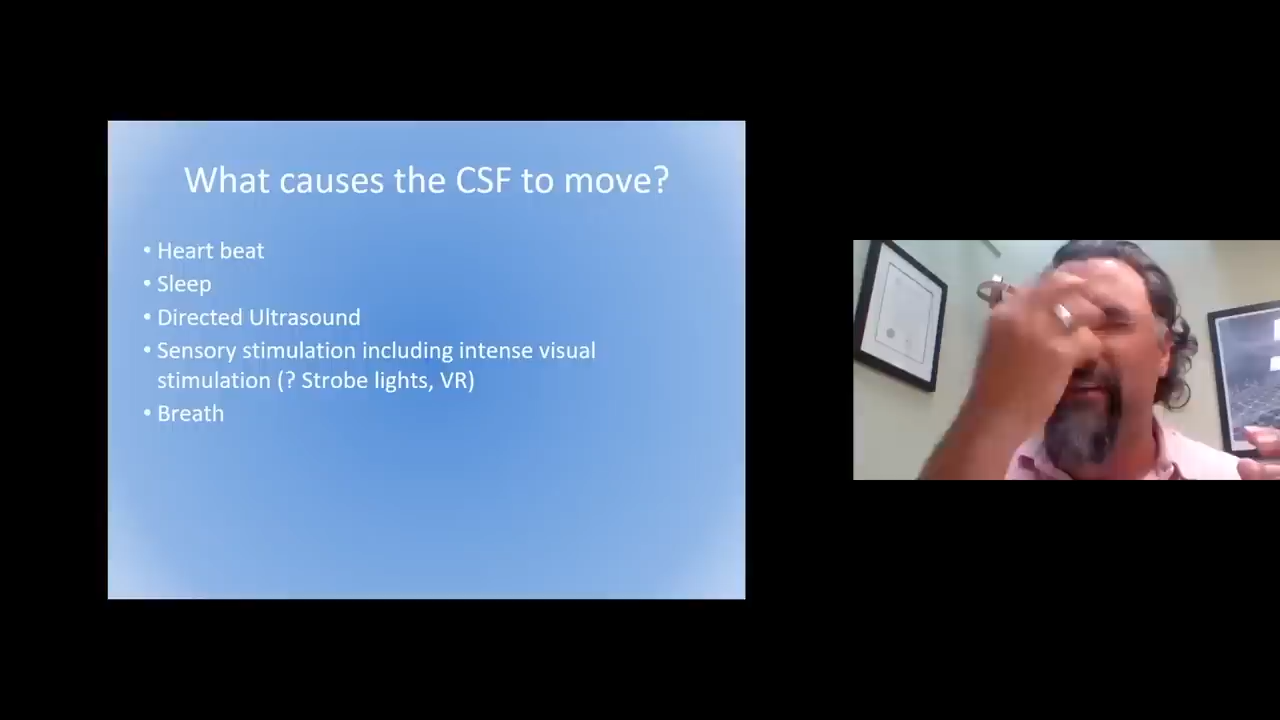 What causes the CSF to move?
• Heart beat
• Sleep
• Directed Ultrasound
• Sensory stimulation including intense visual
stimulation (? Strobe lights, VR)
• Breath